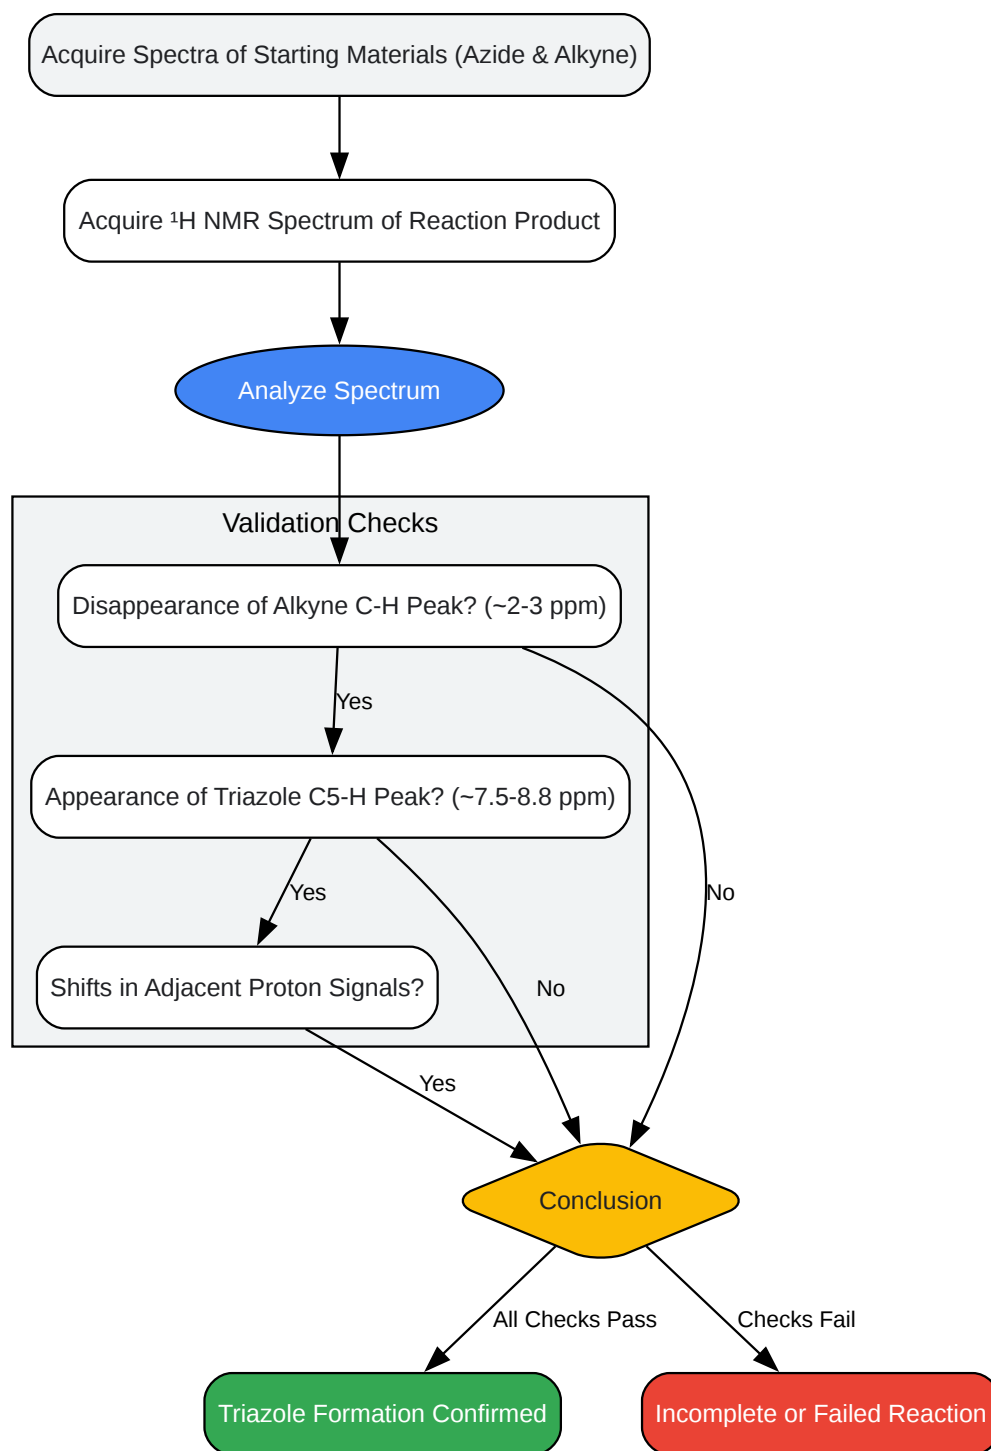 Acquire Spectra of Starting Materials (Azide & Alkyne)
Acquire ¹H NMR Spectrum of Reaction Product
Analyze Spectrum
Validation Checks
Disappearance of Alkyne C-H Peak? (~2-3 ppm)
Yes
Appearance of Triazole C5-H Peak? (~7.5-8.8 ppm)
Yes
No
Shifts in Adjacent Proton Signals?
No
Yes
Conclusion
All Checks Pass
Checks Fail
Triazole Formation Confirmed
Incomplete or Failed Reaction